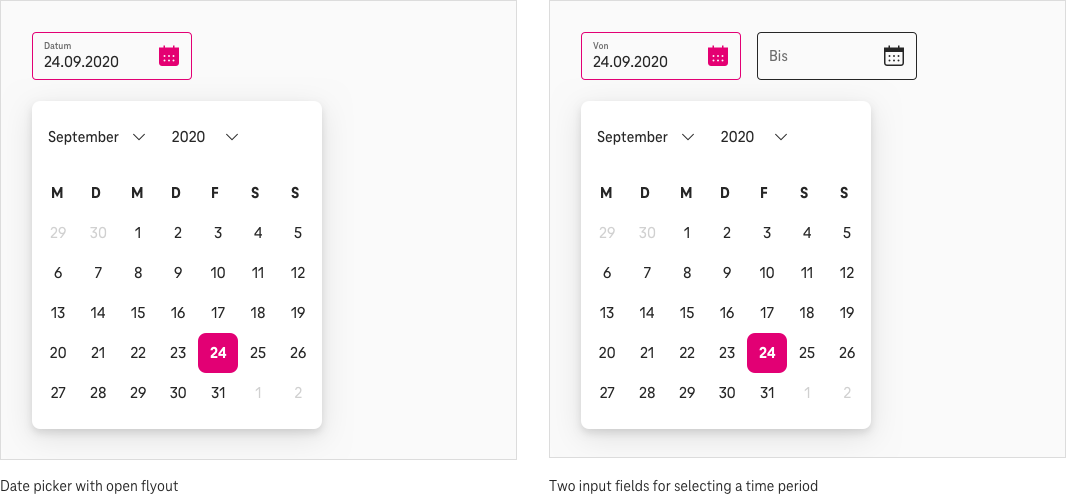 Datum
24.09.2020
September 2020
M D M D F S S
29 30 1 2 3 4 5
6 7 8 9 10 11 12
13 14 15 16 17 18 19
20 21 22 23 24 25 26
27 28 29 30 31 1 2
Date picker with open flyout
Von
24.09.2020
Bis
September 2020
M D M D F S S
29 30 1 2 3 4 5
6 7 8 9 10 11 12
13 14 15 16 17 18 19
20 21 22 23 24 25 26
27 28 29 30 31 1 2
Two input fields for selecting a time period